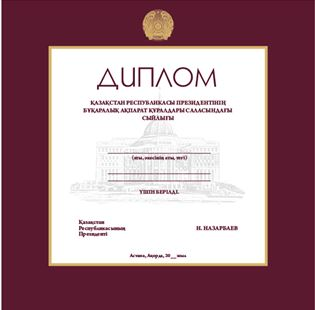 ДИПЛОМ
ҚАЗАҚСТАН РЕСПУБЛИКАСЫ ПРЕЗИДЕНТІНІҢ
БҰҚАРАЛЫҚ АҚПАРАТ ҚҰРАЛДАРЫ САЛАСЫНДАҒЫ
СЫЙЛЫҒЫ
(аты, әкесінің аты, тегі)
ҮШІН БЕРІЛДІ.
Қазақстан
Республикасының
Президенті
Н. НАЗАРБАЕВ
Астана, Ақорда, 20__ жыл